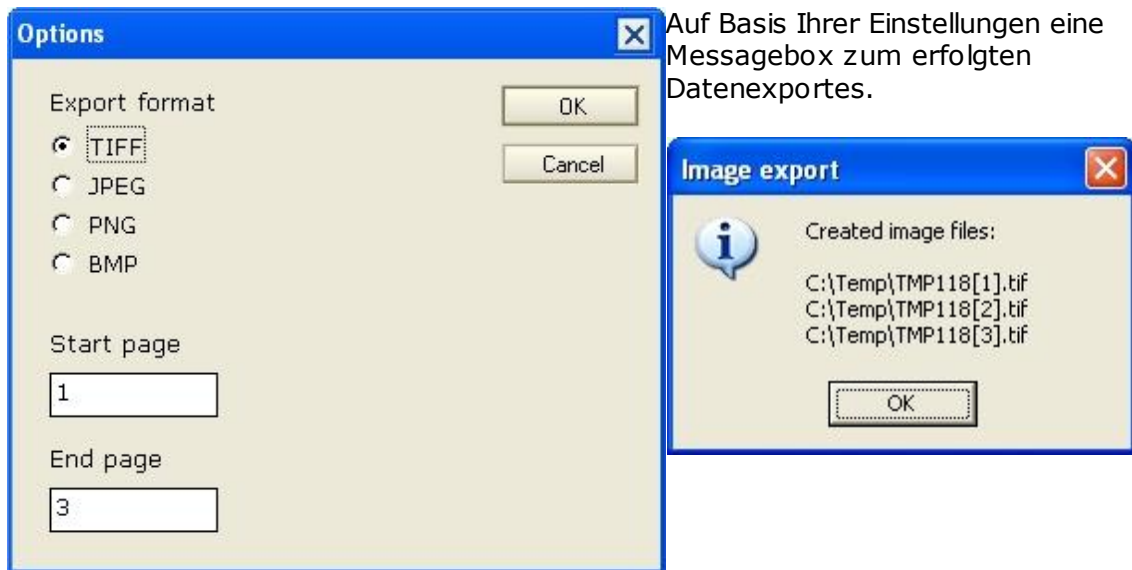 Options
Export format
TIFF
JPEG
PNG
BMP
Start page
1
End page
3
OK
Cancel
Auf Basis Ihrer Einstellungen eine
Messagebox zum erfolgten
Datenexportes.
Image export
Created image files:
C:\Temp\TMP118[1].tif
C:\Temp\TMP118[2].tif
C:\Temp\TMP118[3].tif
OK